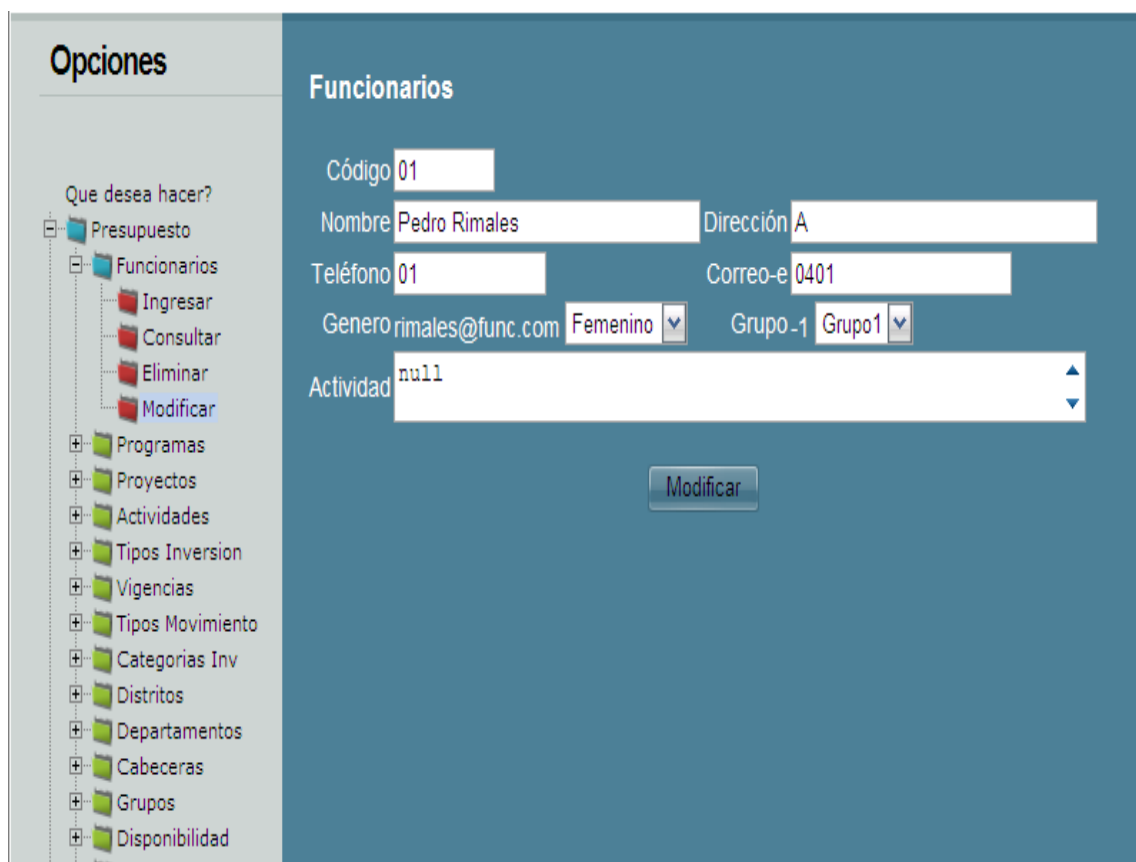 Opciones
Que desea hacer?
Presupuesto
Funcionarios
Ingresar
Consultar
Eliminar
Modificar
Programas
Proyectos
Actividades
Tipos Inversion
Vigencias
Tipos Movimiento
Categorias Inv
Distritos
Departamentos
Cabeceras
Grupos
Disponibilidad
Funcionarios
Código 01
Nombre Pedro Rimales Dirección A
Teléfono 01 Correo-e 0401
Genero rimales@func.com Femenino Grupo -1 Grupo1
Actividad null
Modificar